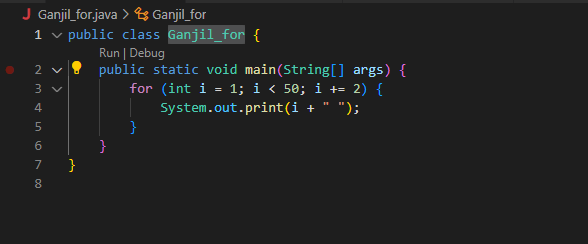 J Ganjil_for.java > Ganjil_for
1 public class Ganjil_for {
Run | Debug
2 public static void main(String[] args) {
3 for (int i = 1; i < 50; i += 2) {
4 System.out.print(i + " ");
5 }
6 }
7 }
8